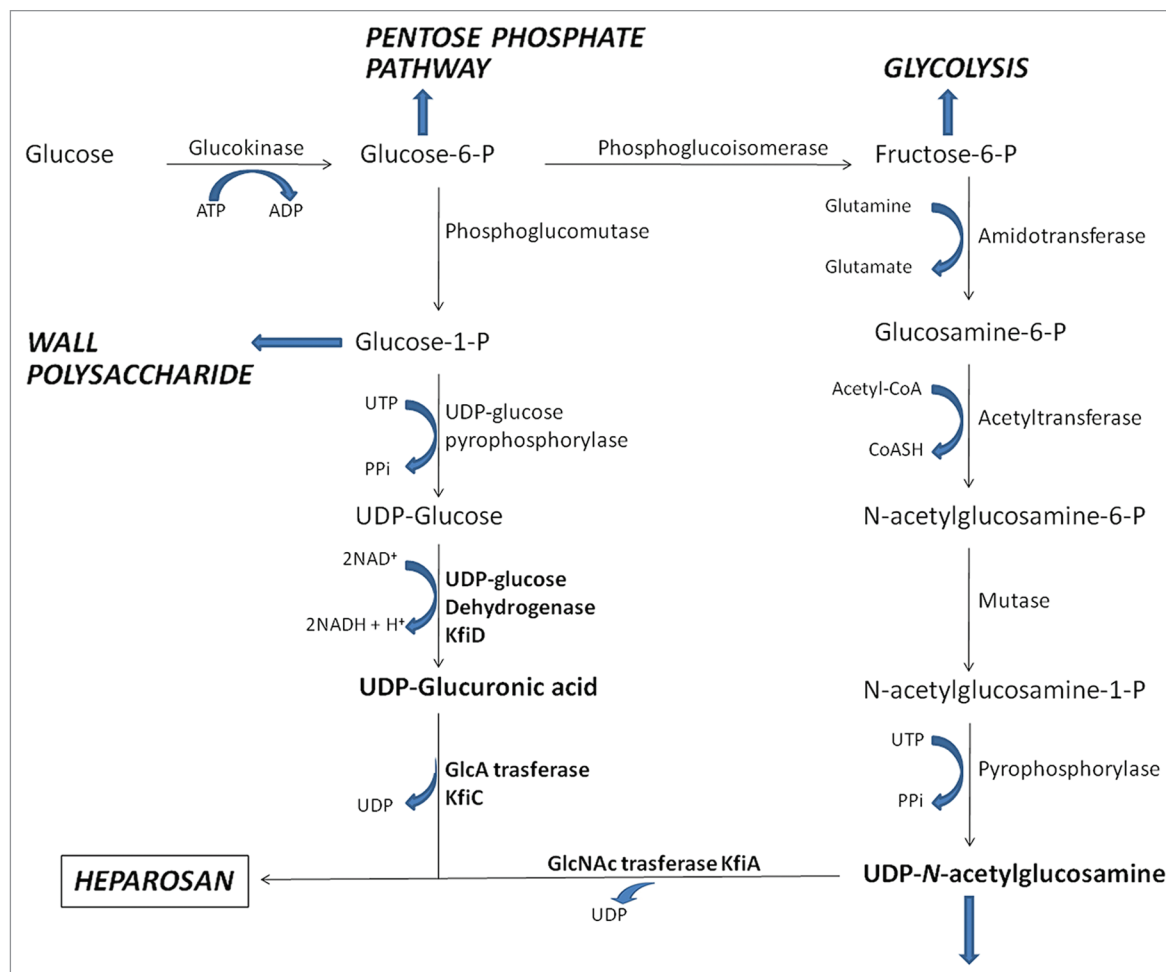 PENTOSE PHOSPHATE
PATHWAY
GLYCOLYSIS
Glucose
Glucokinase
Glucose-6-P
Phosphoglucoisomerase
Fructose-6-P
ATP
ADP
Glutamine
Phosphoglucomutase
Amidotransferase
Glutamate
WALL
POLYSACCHARIDE
Glucose-1-P
Glucosamine-6-P
UTP
UDP-glucose
pyrophosphorylase
PPi
Acetyl-CoA
Acetyltransferase
CoASH
UDP-Glucose
N-acetylglucosamine-6-P
2NAD+
UDP-glucose
Dehydrogenase
KfiD
2NADH + H+
Mutase
UDP-Glucuronic acid
N-acetylglucosamine-1-P
UTP
Pyrophosphorylase
PPi
GlcA trasferase
KfiC
UDP
HEPAROSAN
GlcNAc trasferase KfiA
UDP
UDP-N-acetylglucosamine